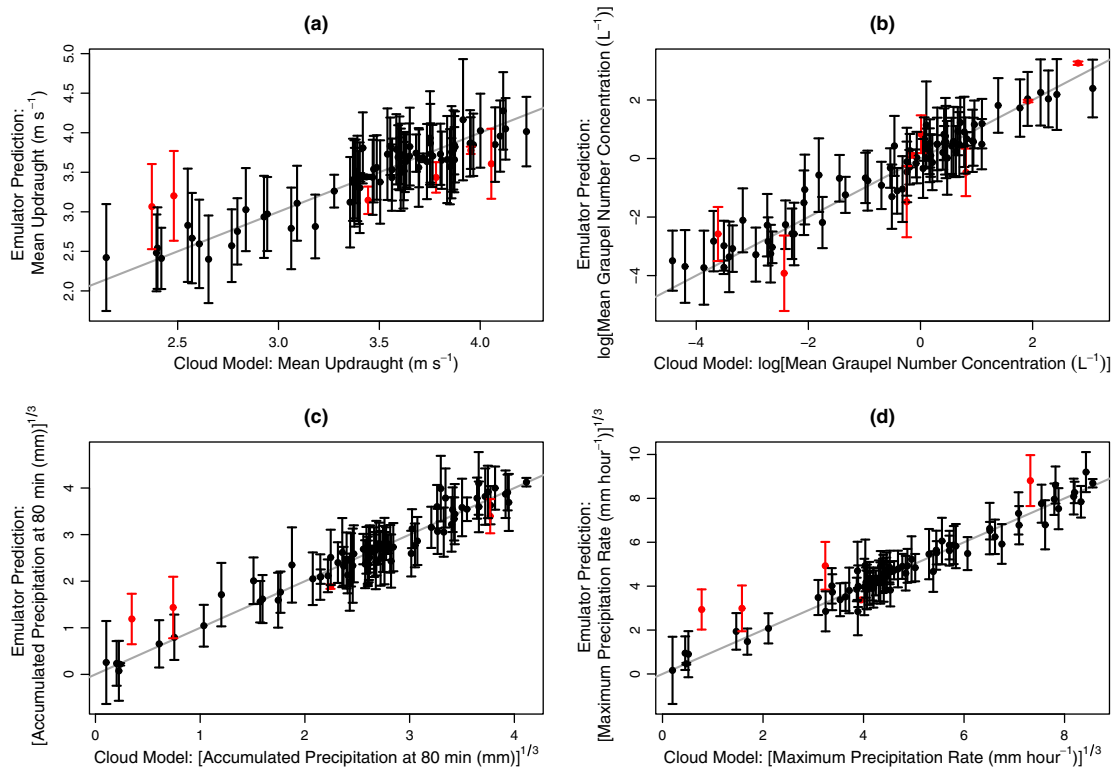 (a)
Emulator Prediction:
Mean Updraught (m s⁻¹)
5.0
4.5
4.0
3.5
3.0
2.5
2.0
2.5 3.0 3.5 4.0
Cloud Model: Mean Updraught (m s⁻¹)
(b)
Emulator Prediction:
log[Mean Graupel Number Concentration (L⁻¹)]
2
0
−2
−4
−4 −2 0 2
Cloud Model: log[Mean Graupel Number Concentration (L⁻¹)]
(c)
Emulator Prediction:
[Accumulated Precipitation at 80 min (mm)]¹/³
4
3
2
1
0
0 1 2 3 4
Cloud Model: [Accumulated Precipitation at 80 min (mm)]¹/³
(d)
Emulator Prediction:
[Maximum Precipitation Rate (mm hour⁻¹)]¹/³
10
8
6
4
2
0
0 2 4 6 8
Cloud Model: [Maximum Precipitation Rate (mm hour⁻¹)]¹/³